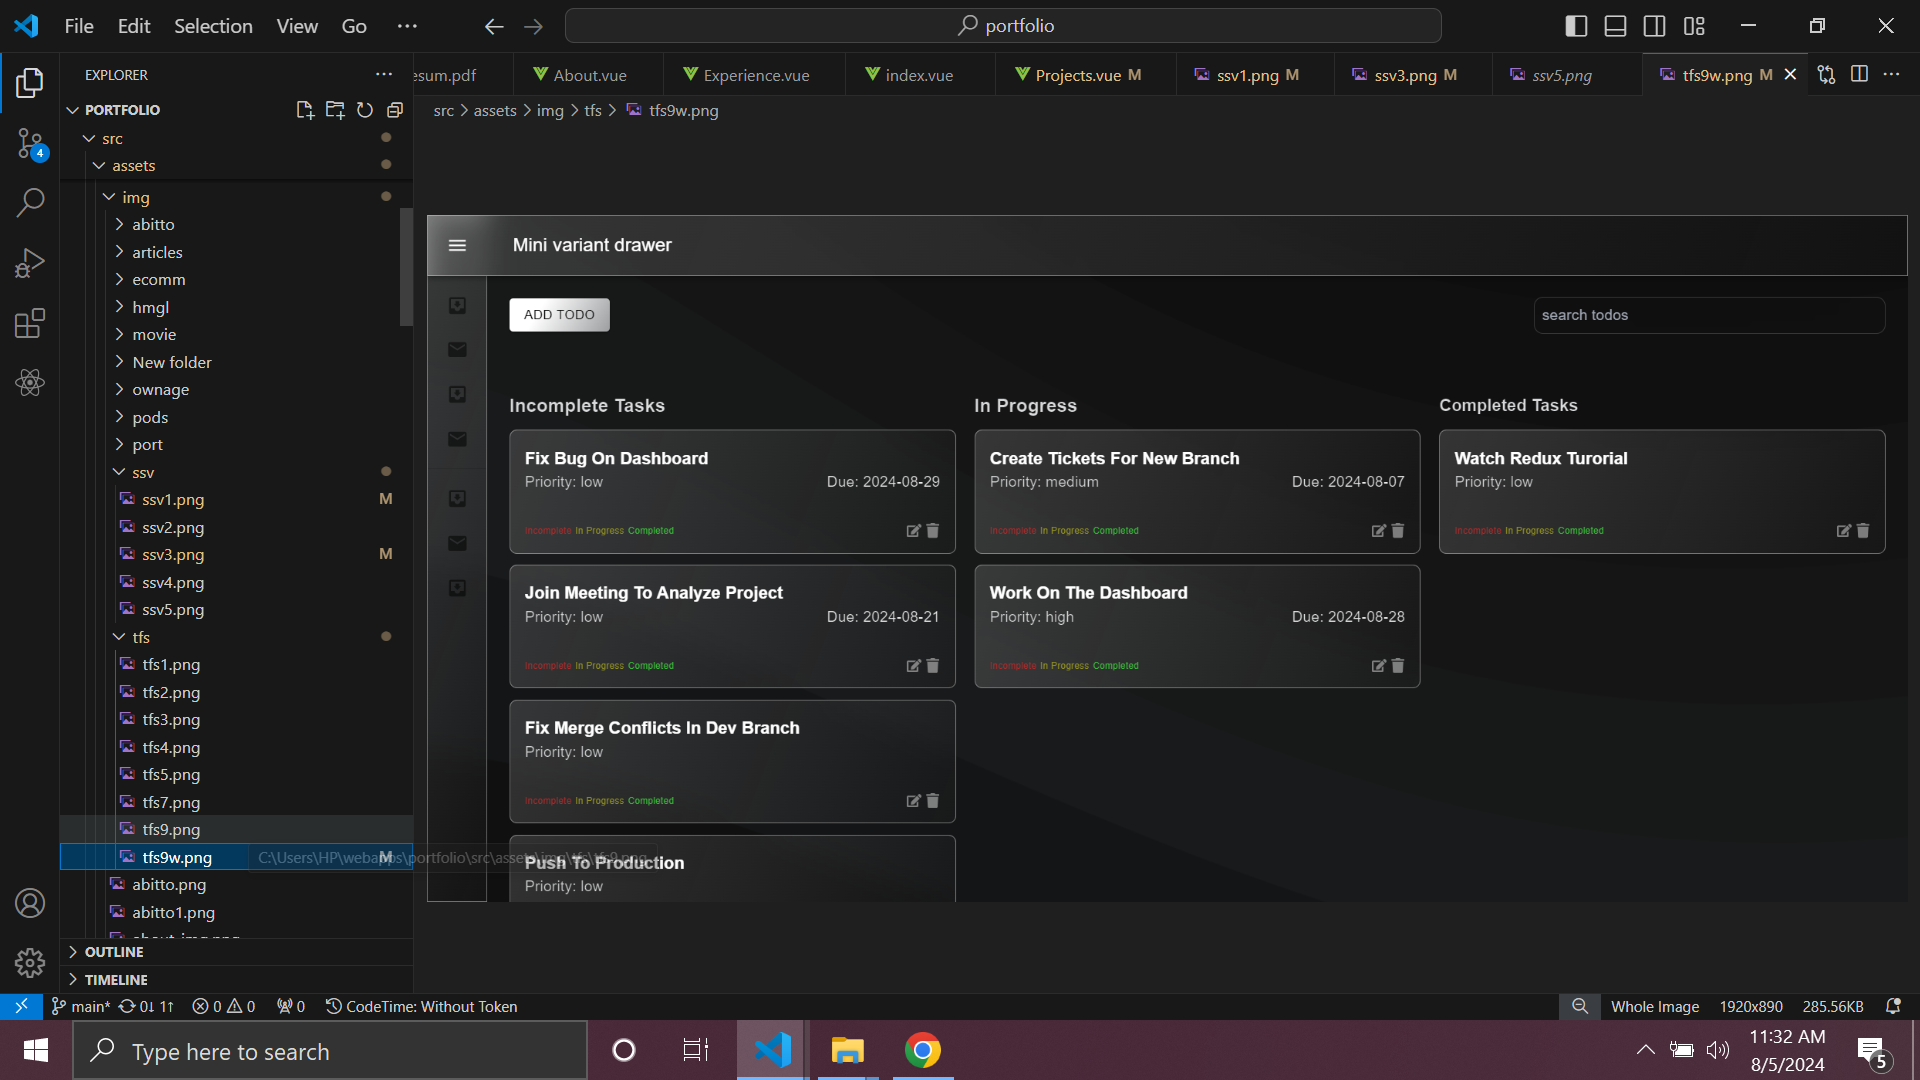 File Edit Selection View Go ···
portfolio
EXPLORER
PORTFOLIO
src
assets
img
abitto
articles
ecomm
hmgl
movie
New folder
ownage
pods
port
ssv
ssv1.png M
ssv2.png
ssv3.png M
ssv4.png
ssv5.png
tfs
tfs1.png
tfs2.png
tfs3.png
tfs4.png
tfs5.png
tfs7.png
tfs9.png
tfs9w.png M
C:\Users\HP\webapps\portfolio\src\assets\img\tfs\tfs9.png
abitto.png
abitto1.png
OUTLINE
TIMELINE
esum.pdf About.vue Experience.vue index.vue Projects.vue M ssv1.png M ssv3.png M ssv5.png tfs9w.png M
src > assets > img > tfs > tfs9w.png
Mini variant drawer
ADD TODO
search todos
Incomplete Tasks
Fix Bug On Dashboard
Priority: low Due: 2024-08-29
Incomplete In Progress Completed
Join Meeting To Analyze Project
Priority: low Due: 2024-08-21
Incomplete In Progress Completed
Fix Merge Conflicts In Dev Branch
Priority: low
Incomplete In Progress Completed
Push To Production
Priority: low
In Progress
Create Tickets For New Branch
Priority: medium Due: 2024-08-07
Incomplete In Progress Completed
Work On The Dashboard
Priority: high Due: 2024-08-28
Incomplete In Progress Completed
Completed Tasks
Watch Redux Turorial
Priority: low
Incomplete In Progress Completed
main* 0↓ 1↑ 0 0 0 CodeTime: Without Token
Whole Image 1920x890 285.56KB
Type here to search
11:32 AM
8/5/2024
4
5